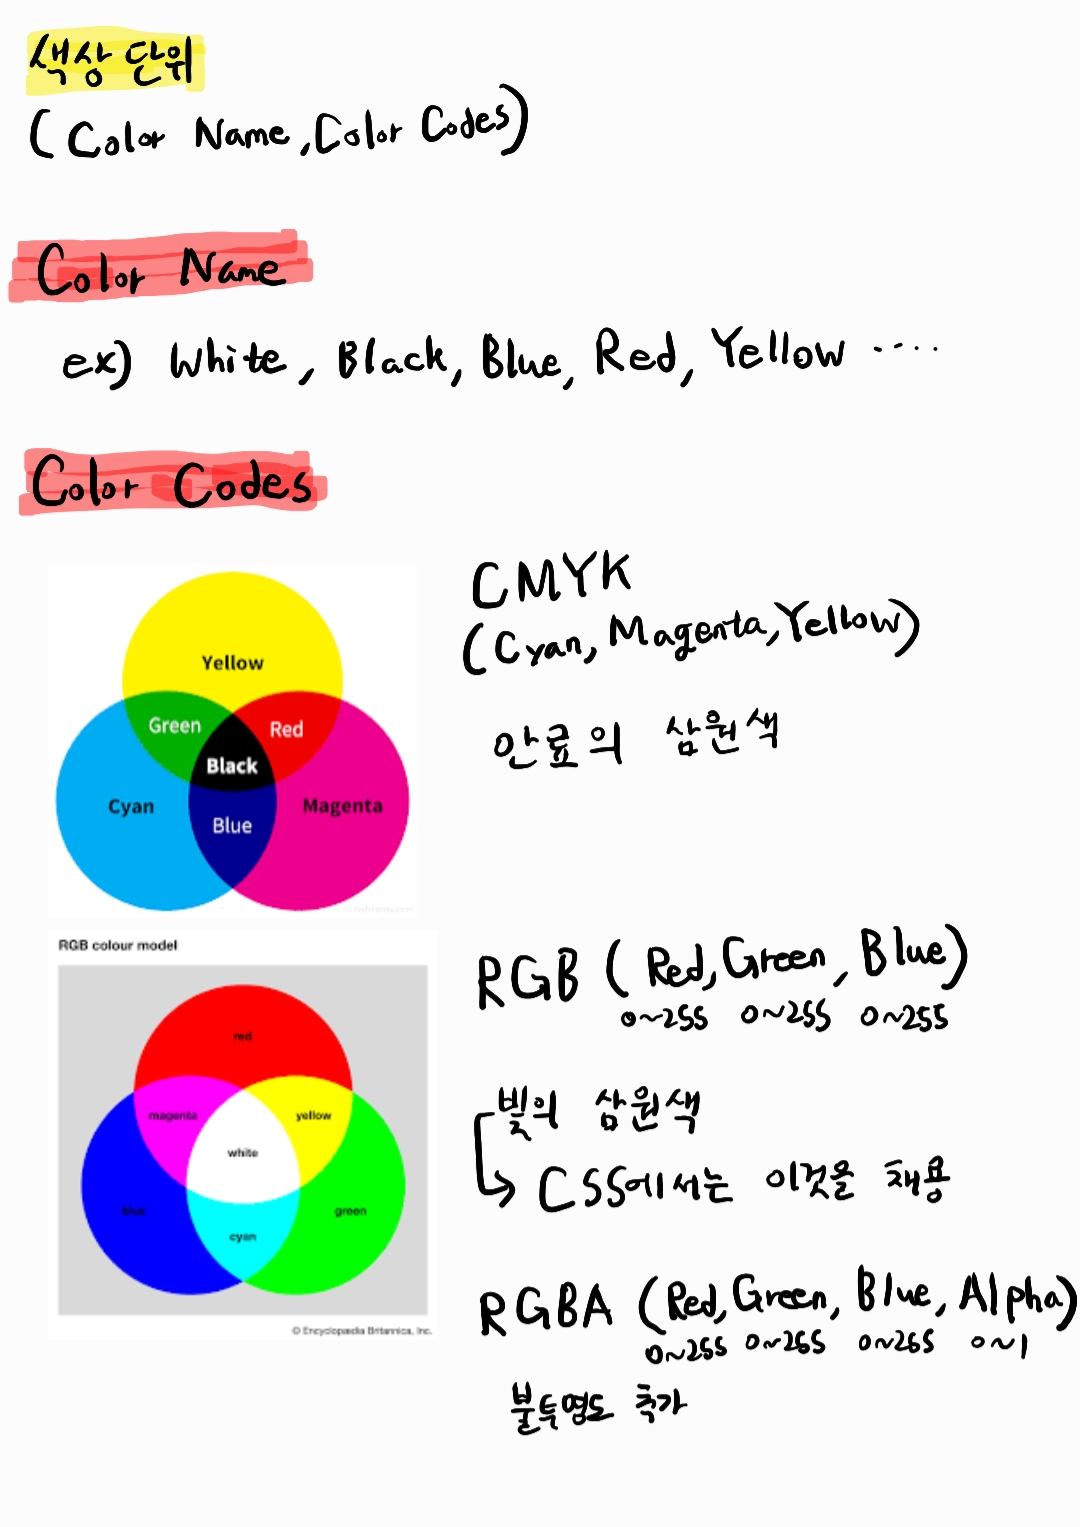 색상 단위
(Color Name, Color Codes)
Color Name
ex) White, Black, Blue, Red, Yellow ....
Color Codes
Yellow
Green
Red
Black
Cyan
Magenta
Blue
CMYK
(Cyan, Magenta, Yellow)
안료의 삼원색
RGB colour model
red
magenta
yellow
white
blue
green
cyan
© Encyclopædia Britannica, Inc.
RGB (Red, Green, Blue)
0~255 0~255 0~255
빛의 삼원색
CSS에서는 이것을 채용
RGBA (Red, Green, Blue, Alpha)
0~255 0~255 0~255 0~1
불투명도 추가